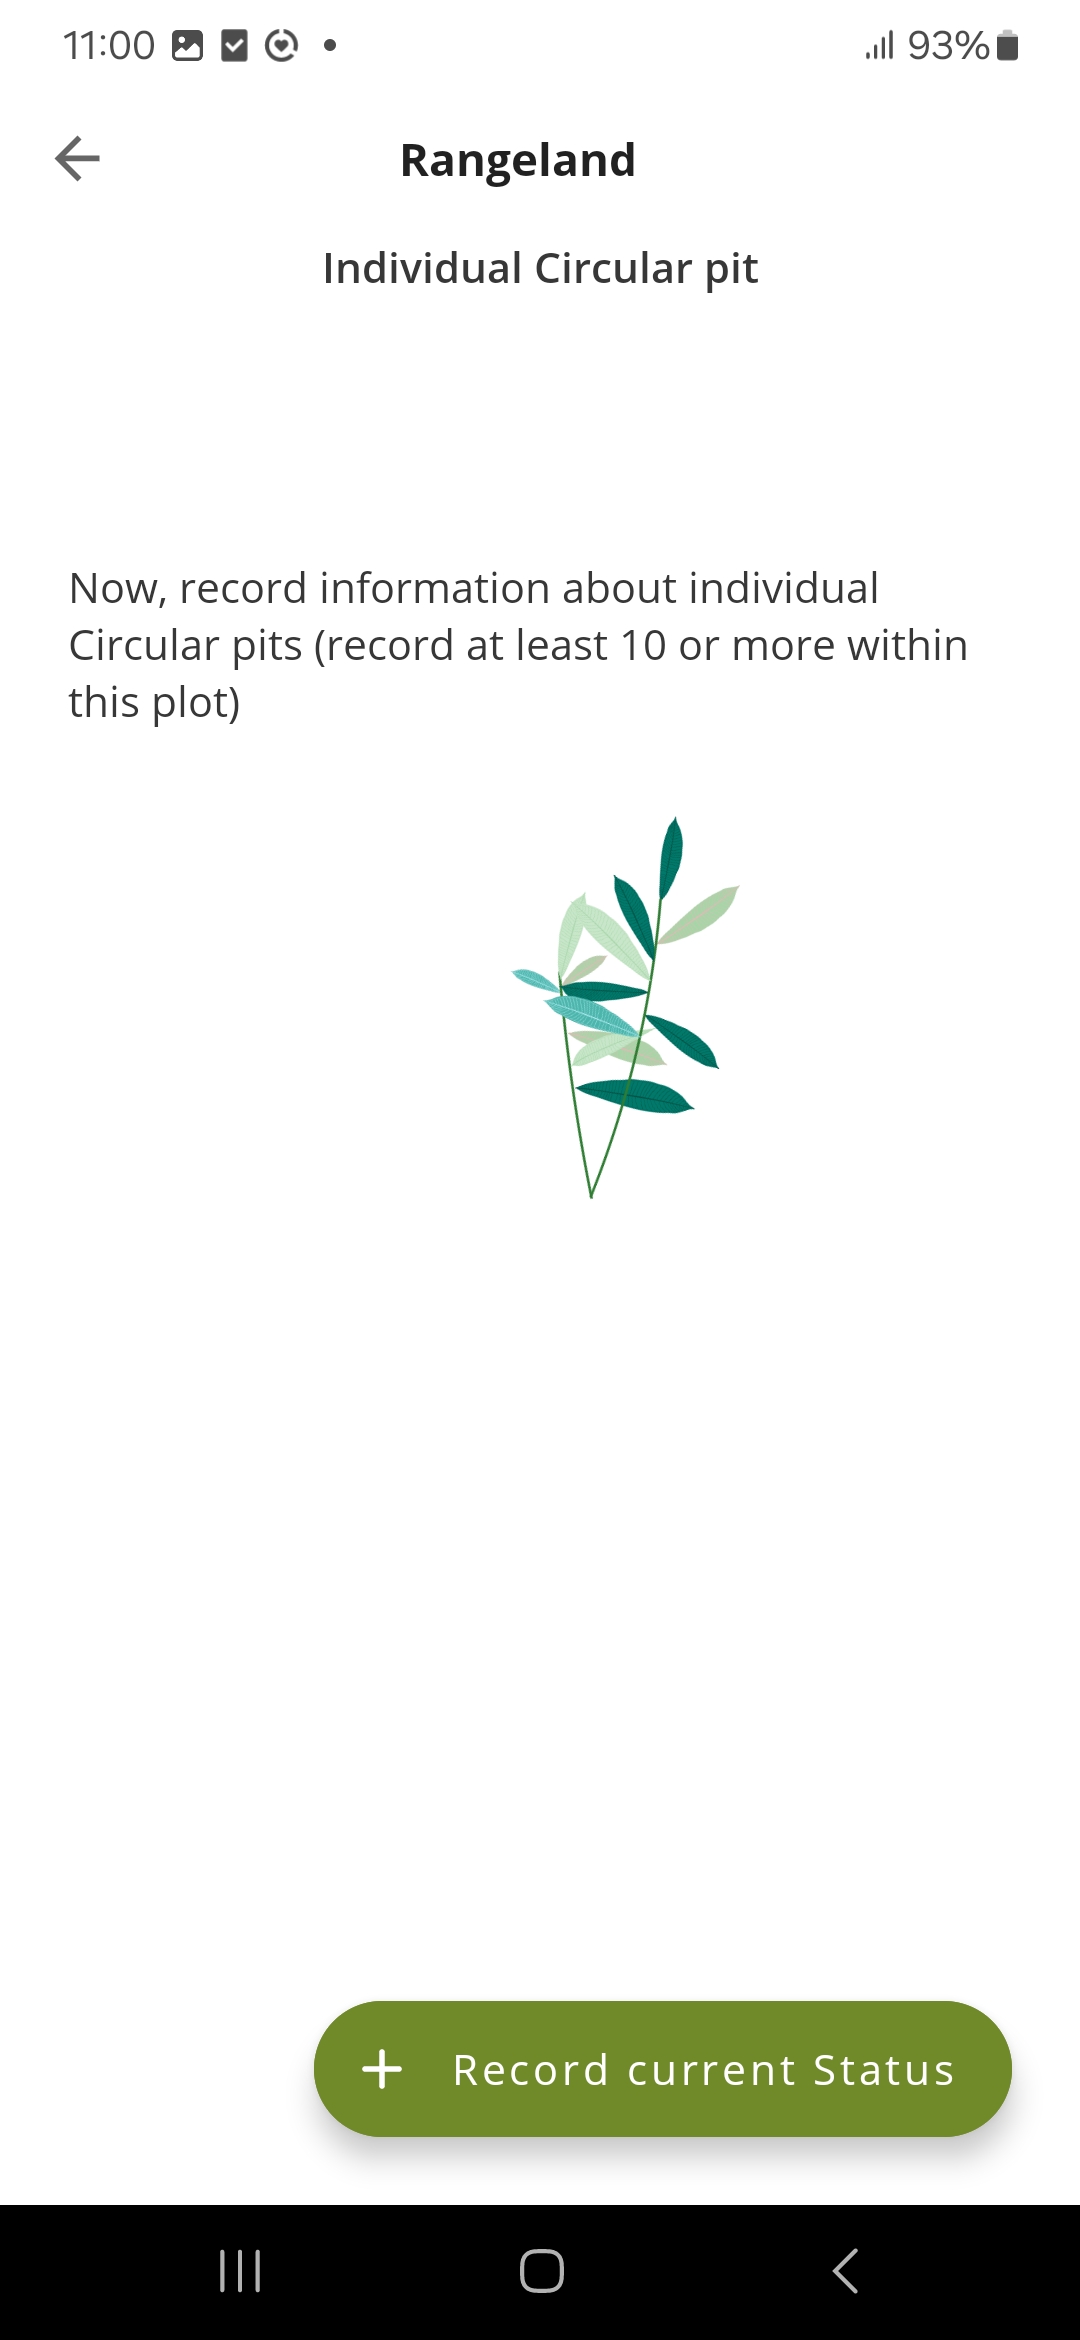 11:00 93%
Rangeland
Individual Circular pit
Now, record information about individual
Circular pits (record at least 10 or more within
this plot)
Record current Status